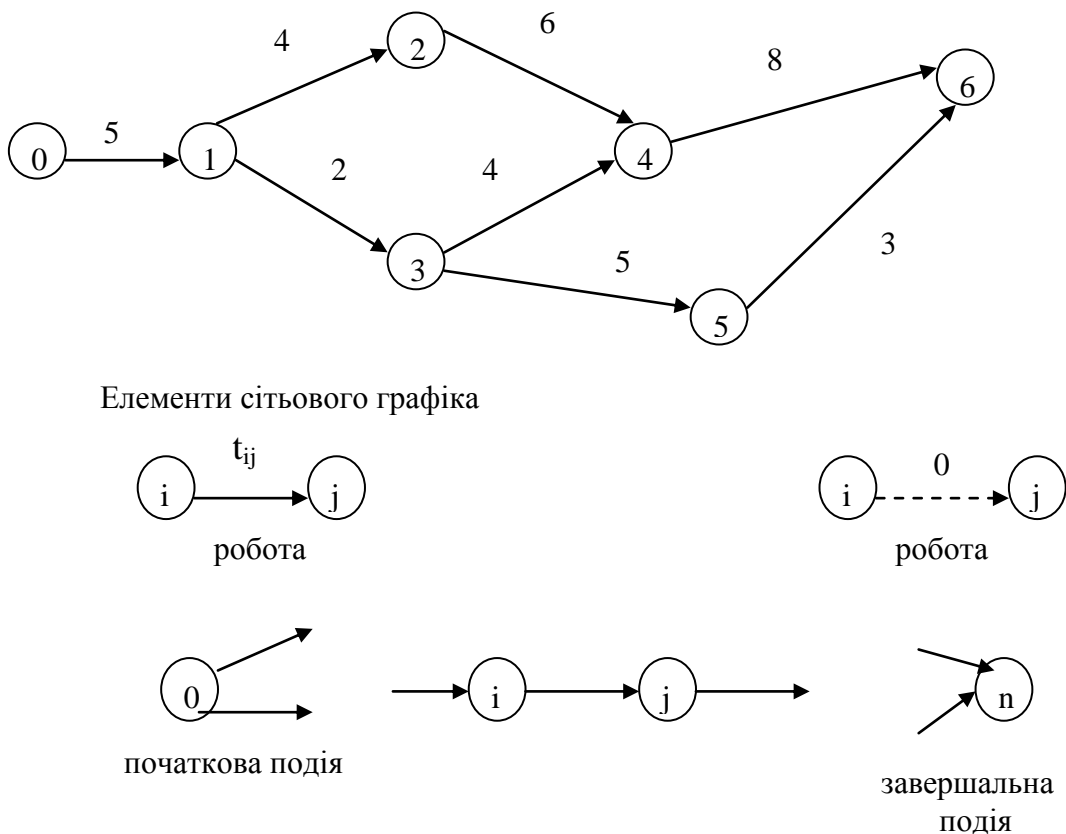 4
2
6
8
6
0
5
1
4
2
4
3
5
3
5
Елементи сітьового графіка
tij
i
j
0
i
j
робота
робота
0
i
j
n
початкова подія
завершальна
подія